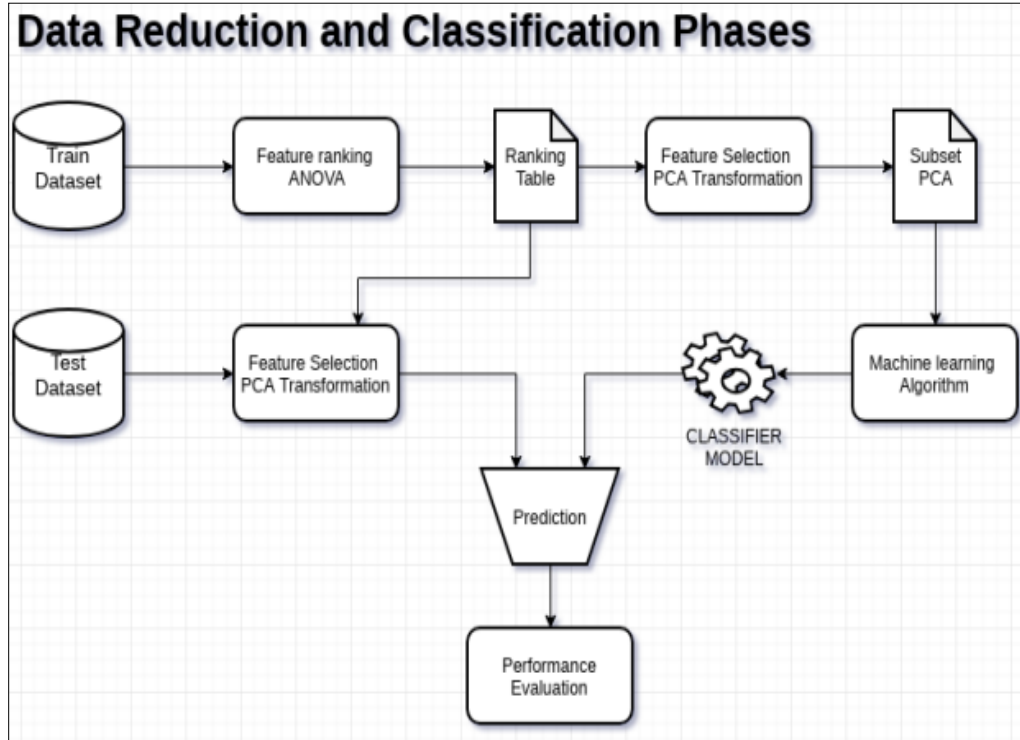 Data Reduction and Classification Phases
Train
Dataset
Feature ranking
ANOVA
Ranking
Table
Feature Selection
PCA Transformation
Subset
PCA
Test
Dataset
Feature Selection
PCA Transformation
CLASSIFIER
MODEL
Machine learning
Algorithm
Prediction
Performance
Evaluation